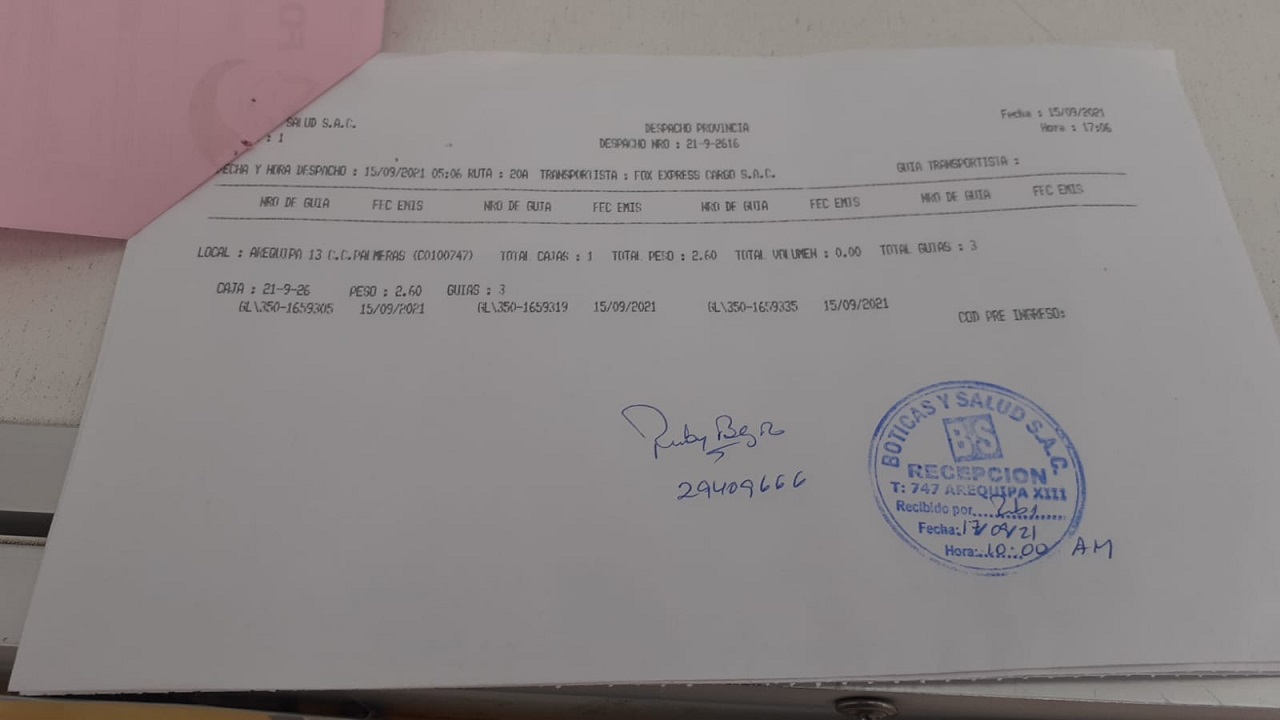 SALUD S.A.C.
: 1
DESPACHO PROVINCIA
DESPACHO NRO : 21-9-2616
Fecha : 15/09/2021
Hora : 17:06
FECHA Y HORA DESPACHO : 15/09/2021 05:06 RUTA : 20A TRANSPORTISTA : FOX EXPRESS CARGO S.A.C. GUIA TRANSPORTISTA :
NRO DE GUIA FEC EMIS NRO DE GUIA FEC EMIS NRO DE GUIA FEC EMIS NRO DE GUIA FEC EMIS
LOCAL : AREQUIPA 13 C.C.PALMERAS (C0100747) TOTAL CAJAS : 1 TOTAL PESO : 2.60 TOTAL VOLUMEN : 0.00 TOTAL GUIAS : 3
CAJA : 21-9-26 PESO : 2.60 GUIAS : 3
GL\350-1659305 15/09/2021 GL\350-1659319 15/09/2021 GL\350-1659335 15/09/2021
COD PRE INGRESO:
Ruby
29409666
BOTICAS Y SALUD S.A.C.
BS
RECEPCION
T: 747 AREQUIPA XIII
Recibido por
Fecha: 17/09/21
Hora: 10:00 AM